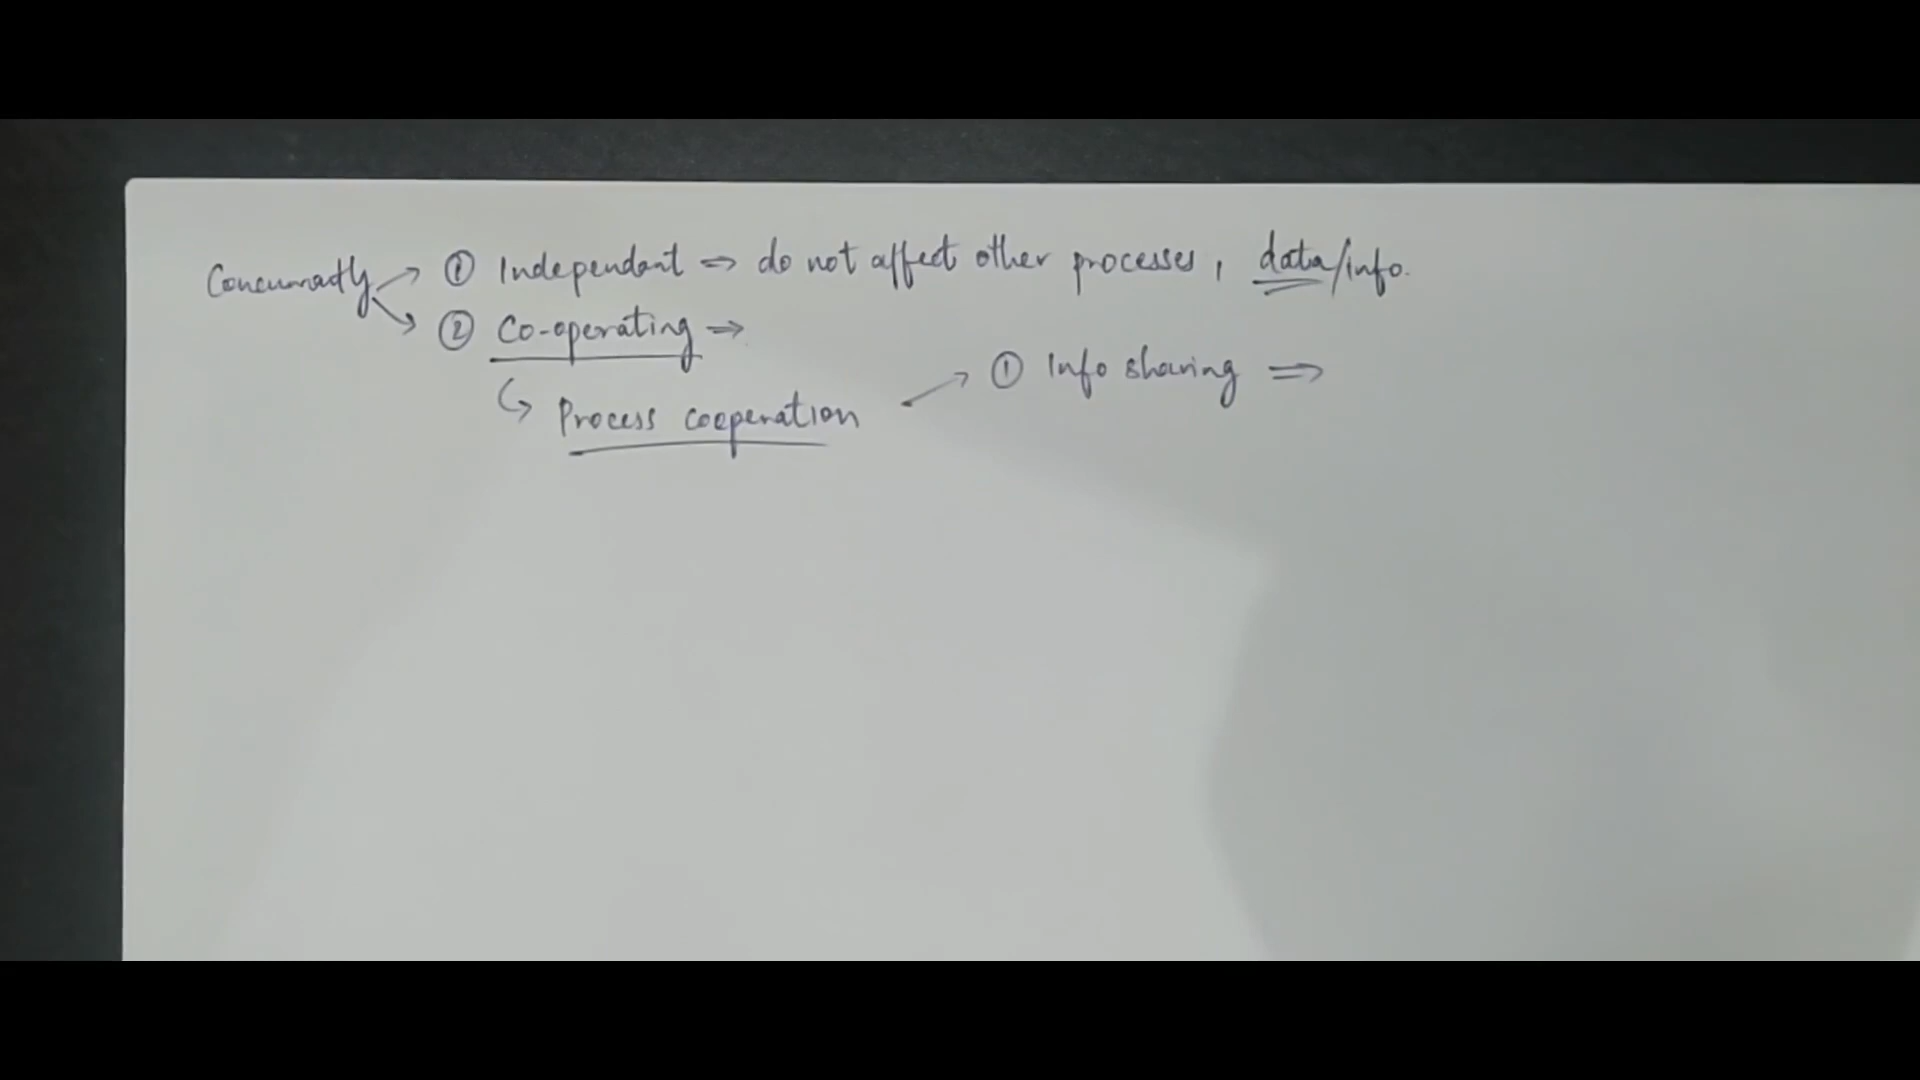 Concurrently → ① Independent ⇒ do not affect other processes, data/info.
② Co-operating ⇒
↳ Process cooperation → ① Info sharing ⇒